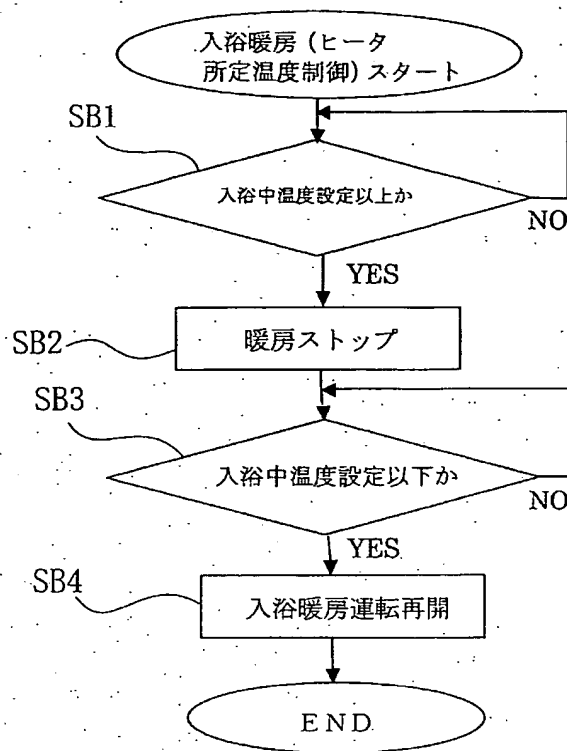 入浴暖房(ヒータ
所定温度制御)スタート
SB1
入浴中温度設定以上か
NO
YES
SB2
暖房ストップ
SB3
入浴中温度設定以下か
NO
YES
SB4
入浴暖房運転再開
END